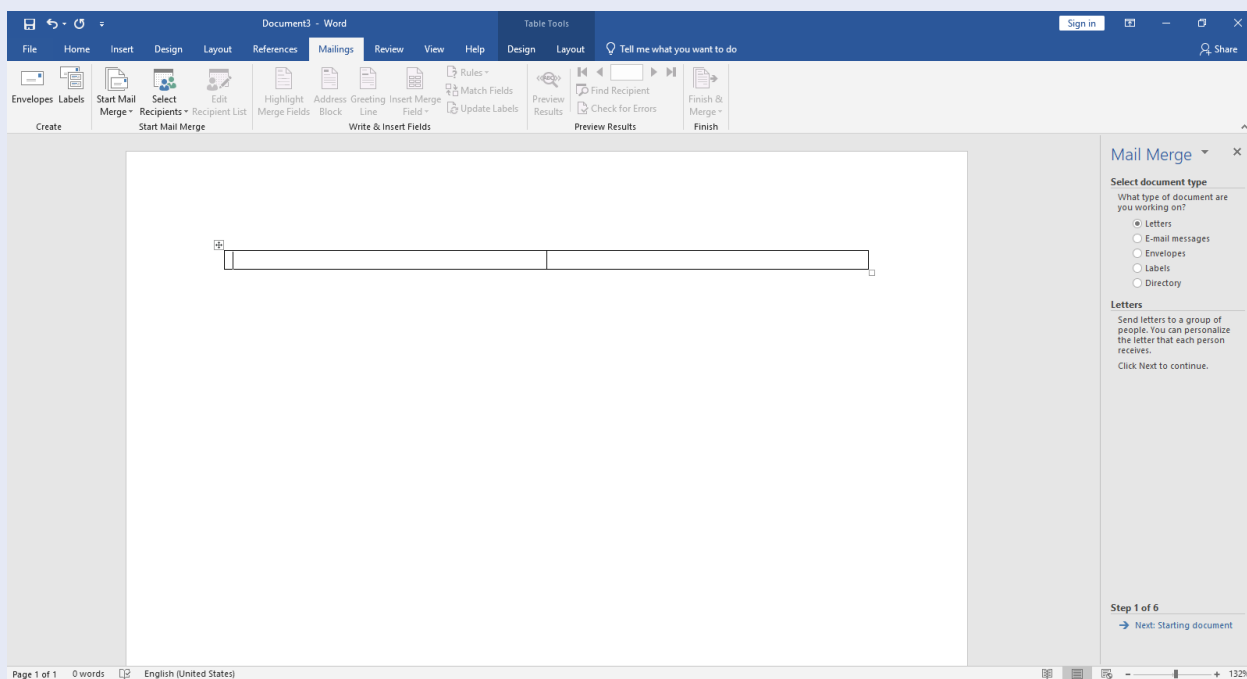 Document3 - Word
Table Tools
Sign in
File Home Insert Design Layout References Mailings Review View Help Design Layout Tell me what you want to do Share
Envelopes Labels
Create
Start Mail Merge
Select Recipients
Edit Recipient List
Start Mail Merge
Highlight Merge Fields
Address Block
Greeting Line
Insert Merge Field
Rules
Match Fields
Update Labels
Write & Insert Fields
Preview Results
Find Recipient
Check for Errors
Preview Results
Finish & Merge
Finish
Mail Merge
Select document type
What type of document are
you working on?
Letters
E-mail messages
Envelopes
Labels
Directory
Letters
Send letters to a group of
people. You can personalize
the letter that each person
receives.
Click Next to continue.
Step 1 of 6
Next: Starting document
Page 1 of 1 0 words English (United States) 132%